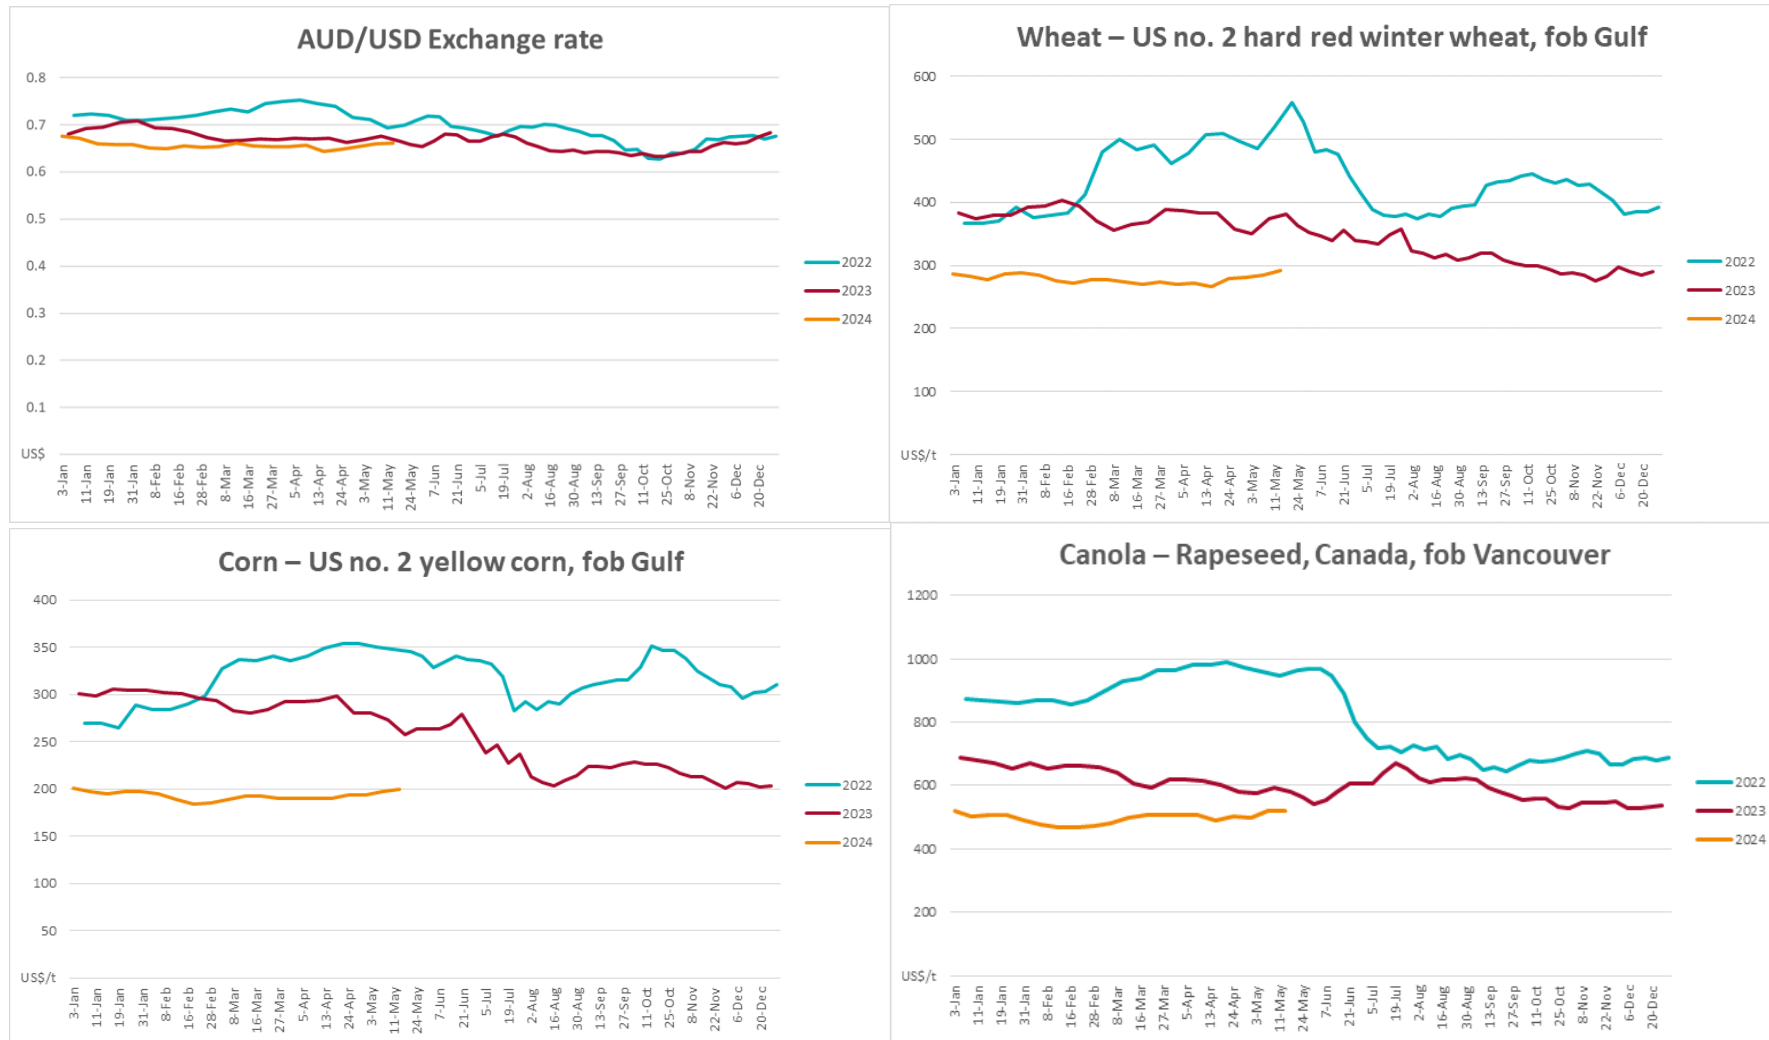 AUD/USD Exchange rate
0.8
0.7
0.6
0.5
0.4
0.3
0.2
0.1
US$
3-Jan
11-Jan
19-Jan
31-Jan
8-Feb
16-Feb
28-Feb
8-Mar
16-Mar
27-Mar
5-Apr
13-Apr
24-Apr
3-May
11-May
24-May
7-Jun
21-Jun
5-Jul
19-Jul
2-Aug
16-Aug
30-Aug
13-Sep
27-Sep
11-Oct
25-Oct
8-Nov
22-Nov
6-Dec
20-Dec
2022
2023
2024
Wheat – US no. 2 hard red winter wheat, fob Gulf
600
500
400
300
200
100
US$/t
3-Jan
11-Jan
19-Jan
31-Jan
8-Feb
16-Feb
28-Feb
8-Mar
16-Mar
27-Mar
5-Apr
13-Apr
24-Apr
3-May
11-May
24-May
7-Jun
21-Jun
5-Jul
19-Jul
2-Aug
16-Aug
30-Aug
13-Sep
27-Sep
11-Oct
25-Oct
8-Nov
22-Nov
6-Dec
20-Dec
2022
2023
2024
Corn – US no. 2 yellow corn, fob Gulf
400
350
300
250
200
150
100
50
US$/t
3-Jan
11-Jan
19-Jan
31-Jan
8-Feb
16-Feb
28-Feb
8-Mar
16-Mar
27-Mar
5-Apr
13-Apr
24-Apr
3-May
11-May
24-May
7-Jun
21-Jun
5-Jul
19-Jul
2-Aug
16-Aug
30-Aug
13-Sep
27-Sep
11-Oct
25-Oct
8-Nov
22-Nov
6-Dec
20-Dec
2022
2023
2024
Canola – Rapeseed, Canada, fob Vancouver
1200
1000
800
600
400
200
US$/t
3-Jan
11-Jan
19-Jan
31-Jan
8-Feb
16-Feb
28-Feb
8-Mar
16-Mar
27-Mar
5-Apr
13-Apr
24-Apr
3-May
11-May
24-May
7-Jun
21-Jun
5-Jul
19-Jul
2-Aug
16-Aug
30-Aug
13-Sep
27-Sep
11-Oct
25-Oct
8-Nov
22-Nov
6-Dec
20-Dec
2022
2023
2024